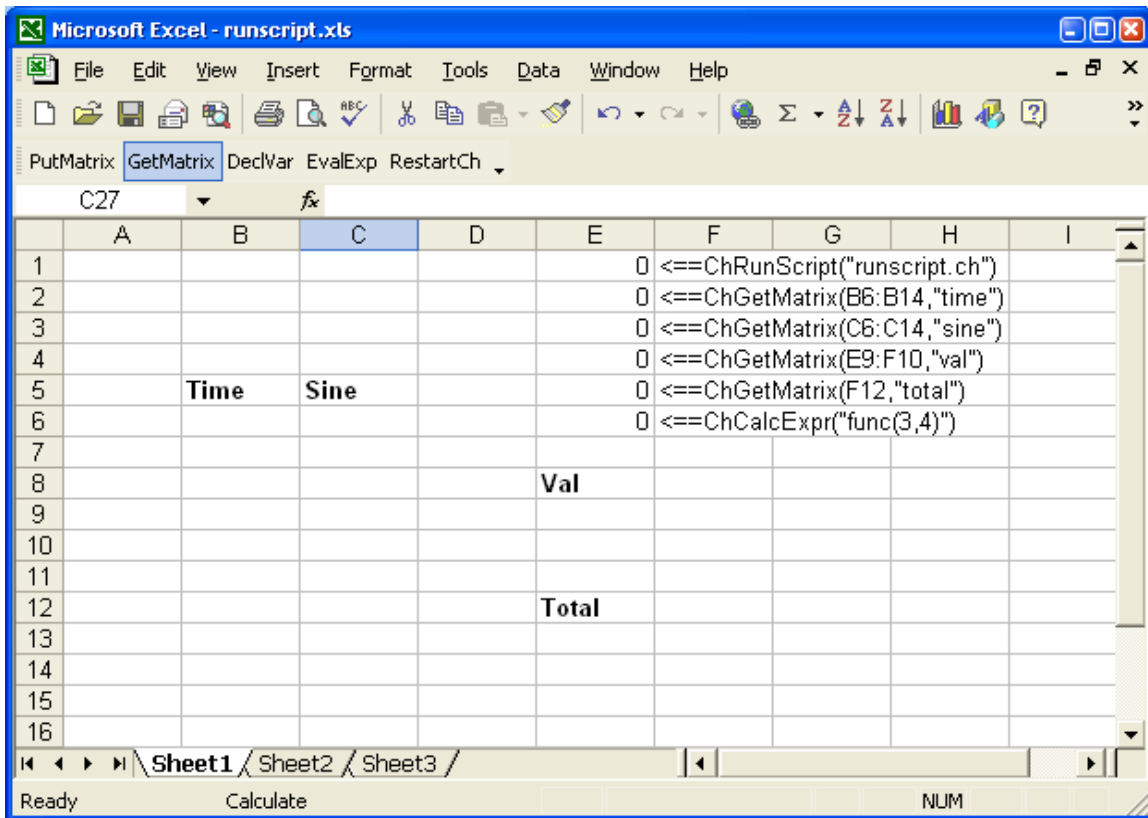 Microsoft Excel - runscript.xls
File Edit View Insert Format Tools Data Window Help
ABC Σ A Z Z A ?
PutMatrix GetMatrix DeclVar EvalExp RestartCh
C27 fx
A B C D E F G H I
1 0 <==ChRunScript("runscript.ch")
2 0 <==ChGetMatrix(B6:B14,"time")
3 0 <==ChGetMatrix(C6:C14,"sine")
4 0 <==ChGetMatrix(E9:F10,"val")
5 Time Sine 0 <==ChGetMatrix(F12,"total")
6 0 <==ChCalcExpr("func(3,4)")
7
8 Val
9
10
11
12 Total
13
14
15
16
Sheet1 Sheet2 Sheet3
Ready Calculate NUM